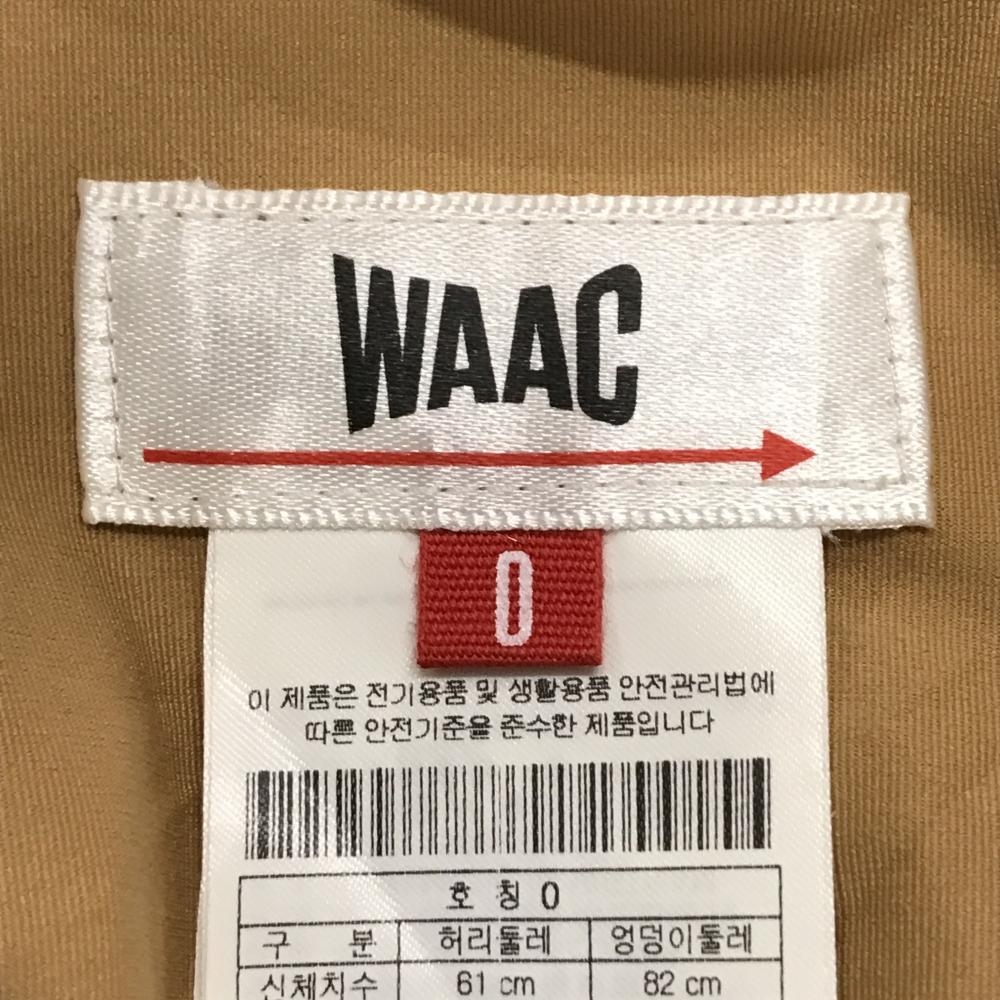 WAAC
0
이 제품은 전기용품 및 생활용품 안전관리법에
따른 안전기준을 준수한 제품입니다
호 칭 0
구 분 허리둘레 엉덩이둘레
신체치수 61 cm 82 cm